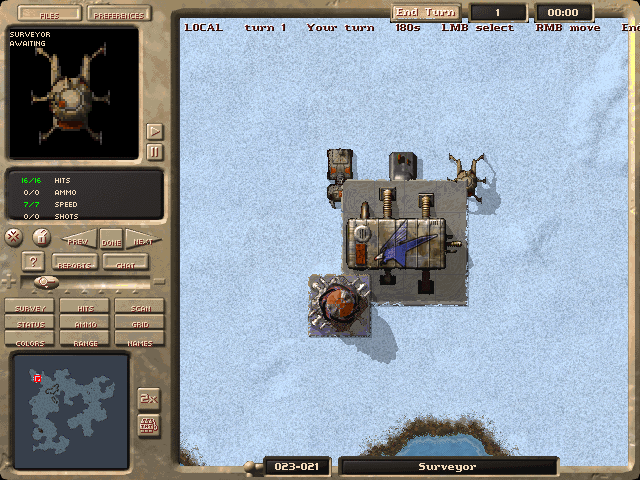 FILES PREFERENCES End Turn 1 00:00
LOCAL turn 1 Your turn 180s LMB select RMB move En
SURVEYOR
AWAITING
16/16 HITS
0/0 AMMO
7/7 SPEED
0/0 SHOTS
PREV DONE NEXT
? REPORTS CHAT
SURVEY HITS SCAN
STATUS AMMO GRID
COLORS RANGE NAMES
2x
023-021 Surveyor